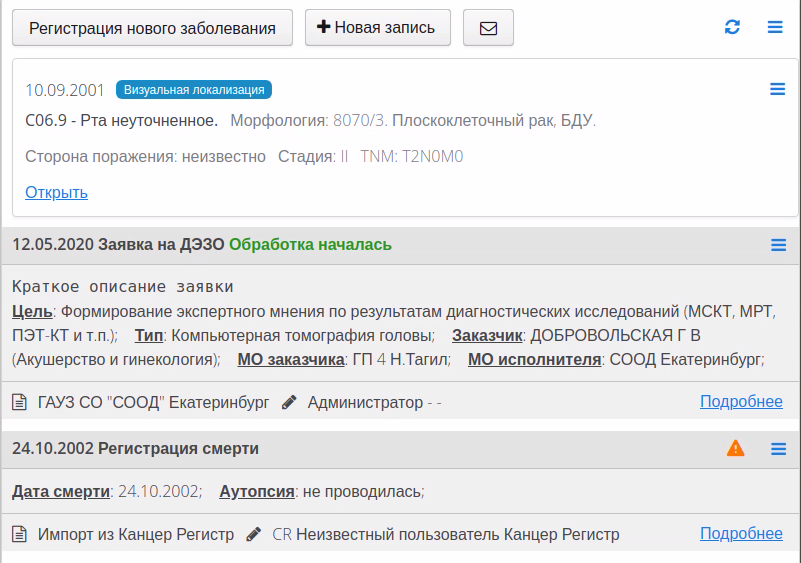 Регистрация нового заболевания Новая запись
10.09.2001 Визуальная локализация
C06.9 - Рта неуточненное. Морфология: 8070/3. Плоскоклеточный рак, БДУ.
Сторона поражения: неизвестно Стадия: II TNM: T2N0M0
Открыть
12.05.2020 Заявка на ДЭЗО Обработка началась
Краткое описание заявки
Цель: Формирование экспертного мнения по результатам диагностических исследований (МСКТ, МРТ,
ПЭТ-КТ и т.п.); Тип: Компьютерная томография головы; Заказчик: ДОБРОВОЛЬСКАЯ Г В
(Акушерство и гинекология); МО заказчика: ГП 4 Н.Тагил; МО исполнителя: СООД Екатеринбург;
ГАУЗ СО "СООД" Екатеринбург Администратор - - Подробнее
24.10.2002 Регистрация смерти
Дата смерти: 24.10.2002; Аутопсия: не проводилась;
Импорт из Канцер Регистр CR Неизвестный пользователь Канцер Регистр Подробнее